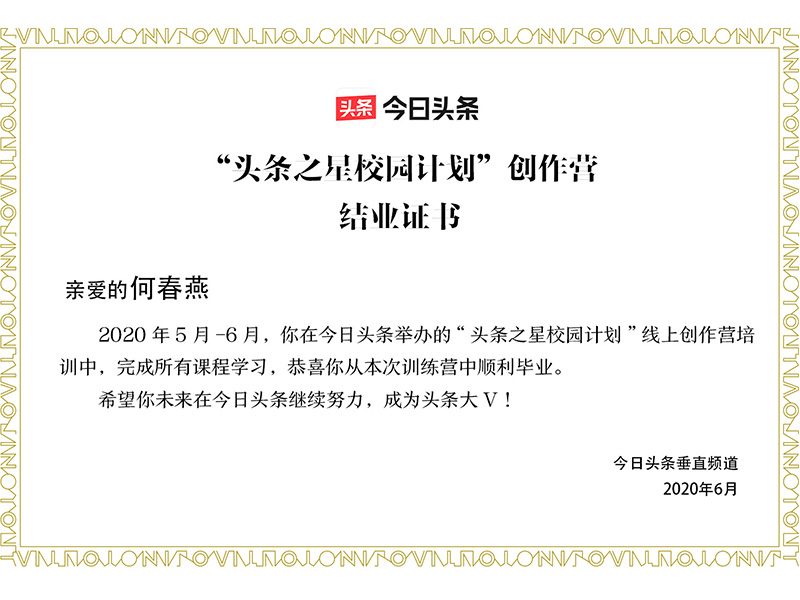 头条 今日头条
“头条之星校园计划”创作营
结业证书
亲爱的何春燕
2020 年 5 月 -6 月，你在今日头条举办的“头条之星校园计划”线上创作营培
训中，完成所有课程学习，恭喜你从本次训练营中顺利毕业。
希望你未来在今日头条继续努力，成为头条大 V！
今日头条垂直频道
2020年6月